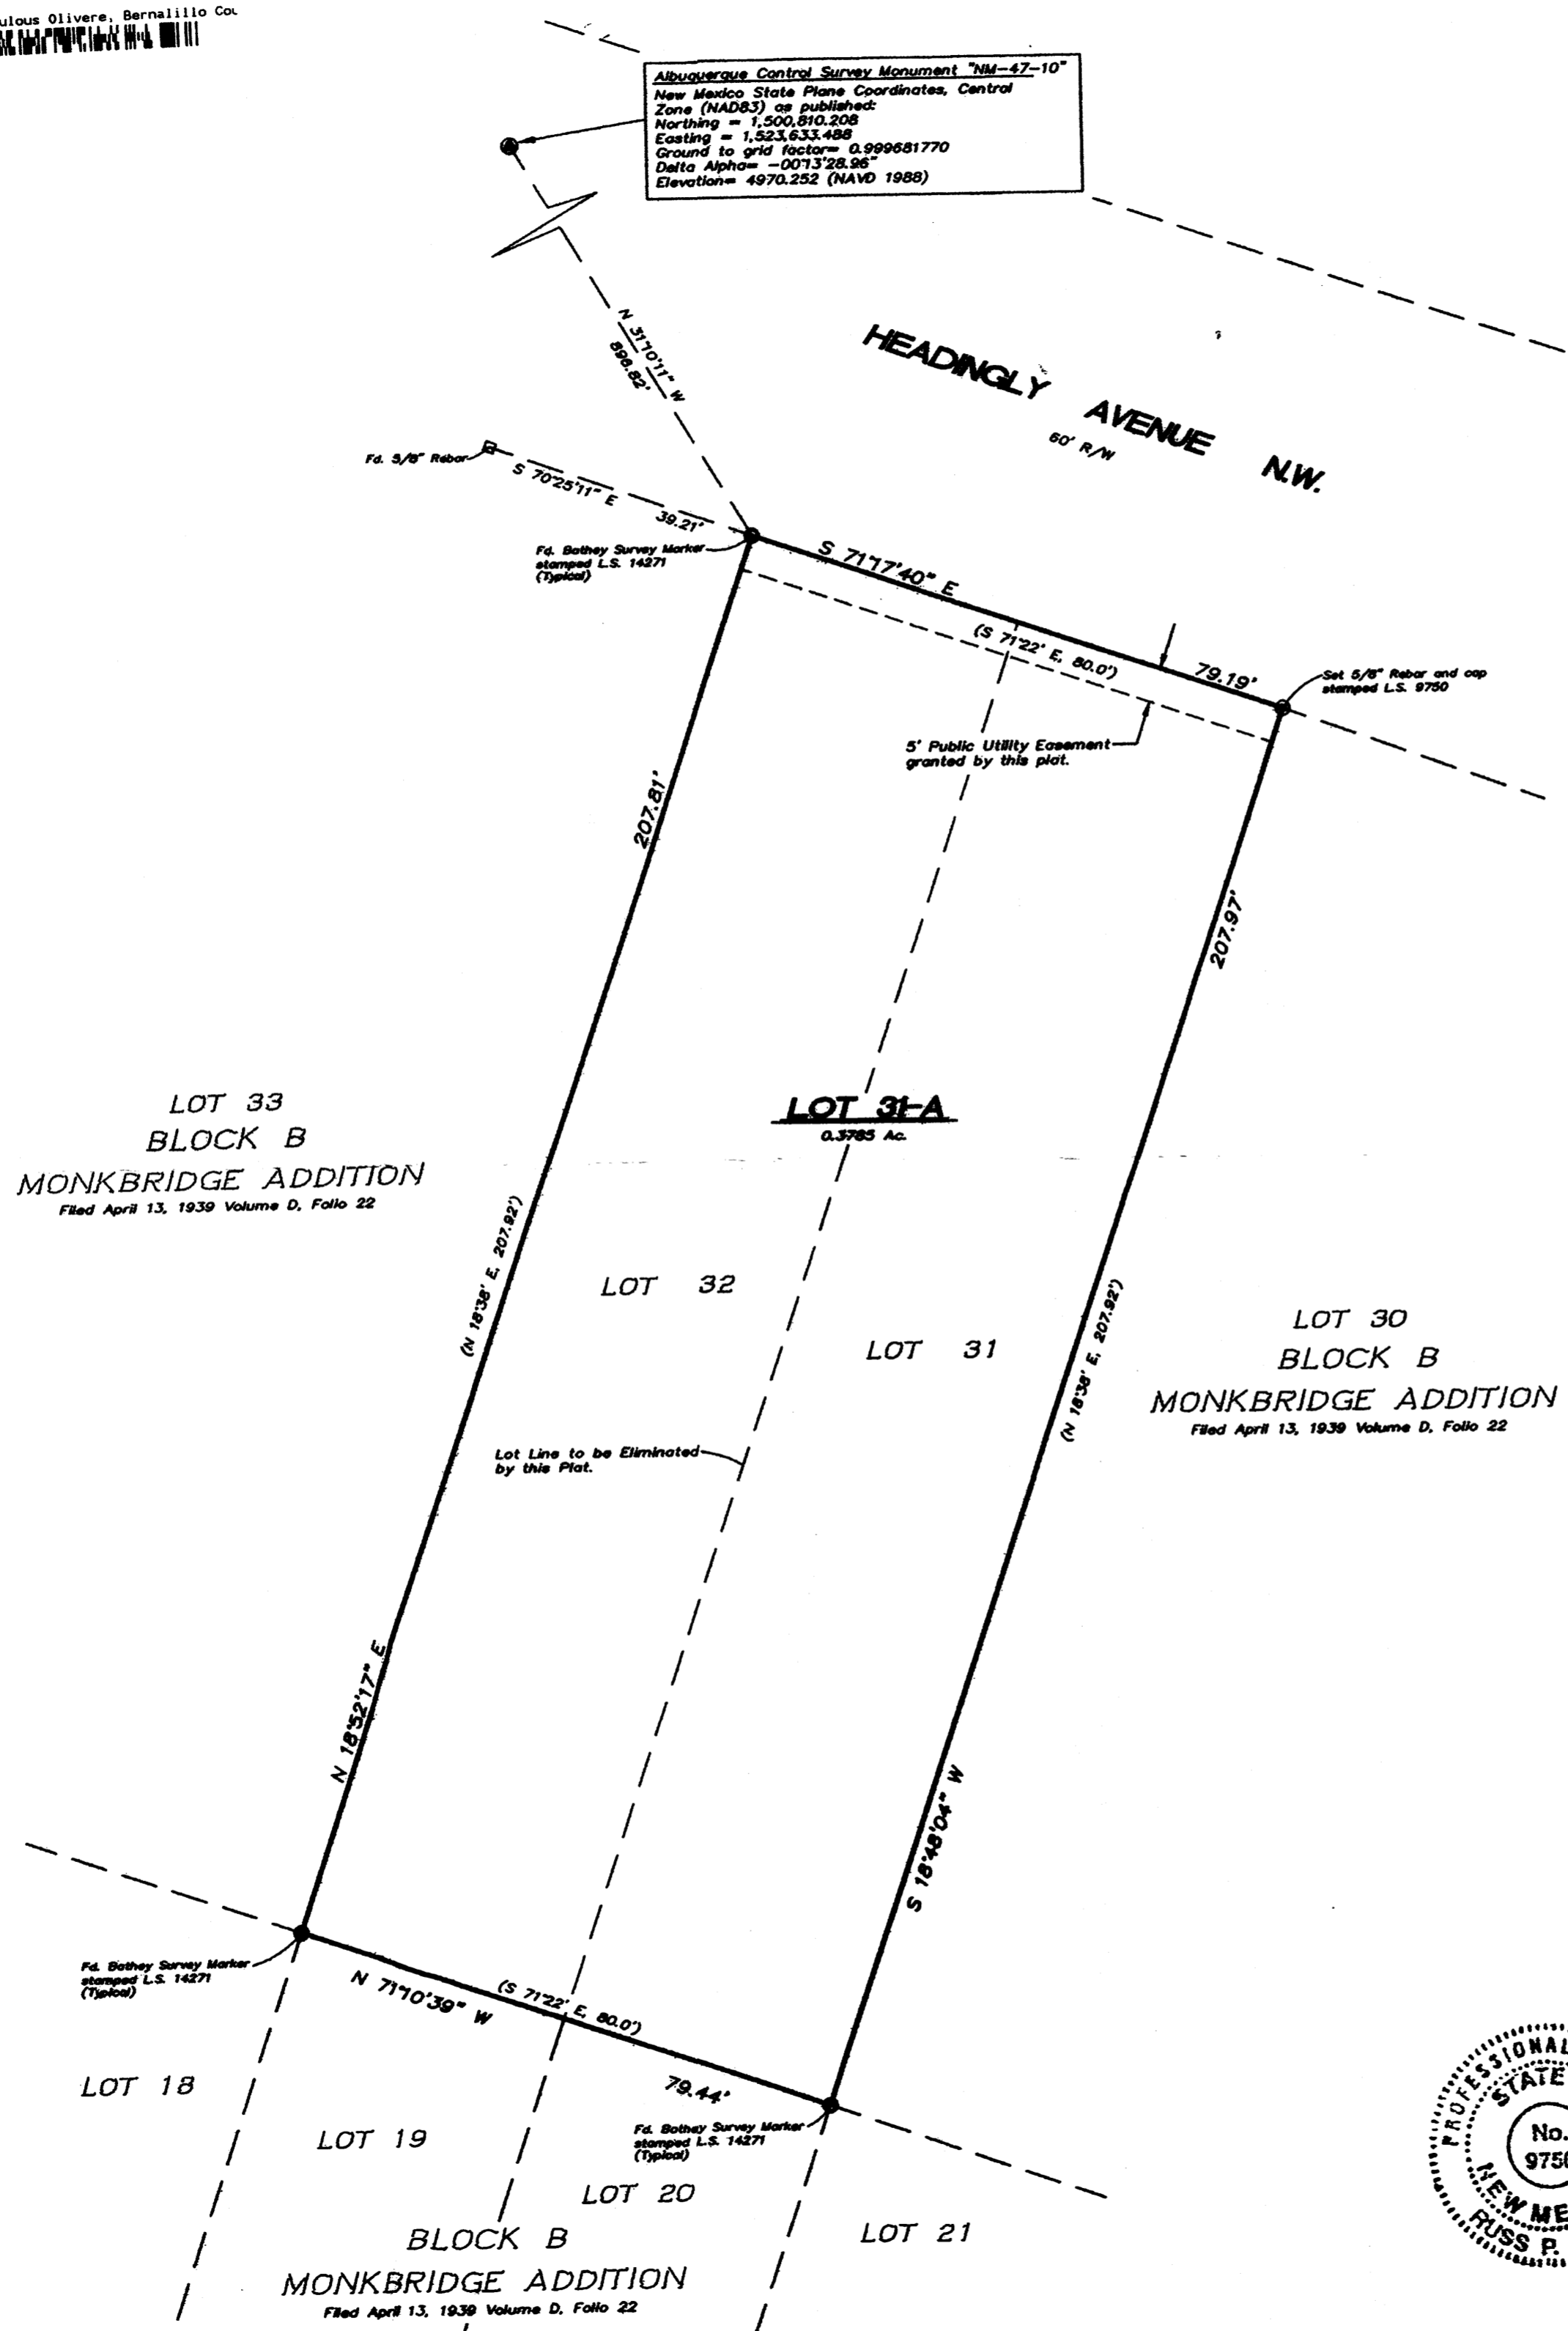 ulous Olivere, Bernalillo Cou
Albuquerque Control Survey Monument "NM-47-10"
New Mexico State Plane Coordinates, Central
Zone (NAD83) as published:
Northing = 1,500,810.208
Easting = 1,523,633.488
Ground to grid factor= 0.999681770
Delta Alpha= -00°13'28.96"
Elevation= 4970.252 (NAVD 1988)
N 31°10'11" W
896.82'
HEADINGLY AVENUE N.W.
60' R/W
Fd. 5/8" Rebar
S 70°25'11" E
39.21'
Fd. Bathey Survey Marker
stamped L.S. 14271
(Typical)
S 71°17'40" E
(S 71°22' E, 80.0')
79.19'
Set 5/8" Rebar and cap
stamped L.S. 9750
5' Public Utility Easement
granted by this plat.
207.81'
207.97'
LOT 31-A
0.3785 Ac.
LOT 33
BLOCK B
MONKBRIDGE ADDITION
Filed April 13, 1939 Volume D, Folio 22
(N 18°38' E, 207.92')
LOT 32
LOT 31
(N 18°38' E, 207.92')
LOT 30
BLOCK B
MONKBRIDGE ADDITION
Filed April 13, 1939 Volume D, Folio 22
Lot Line to be Eliminated
by this Plat.
N 18°52'17" E
S 18°48'04" W
Fd. Bathey Survey Marker
stamped L.S. 14271
(Typical)
N 71°10'39" W
(S 71°22' E, 80.0')
79.44'
Fd. Bathey Survey Marker
stamped L.S. 14271
(Typical)
LOT 18
LOT 19
LOT 20
LOT 21
BLOCK B
MONKBRIDGE ADDITION
Filed April 13, 1939 Volume D, Folio 22
PROFESSIONAL
STATE
No.
9750
NEW ME
RUSS P.